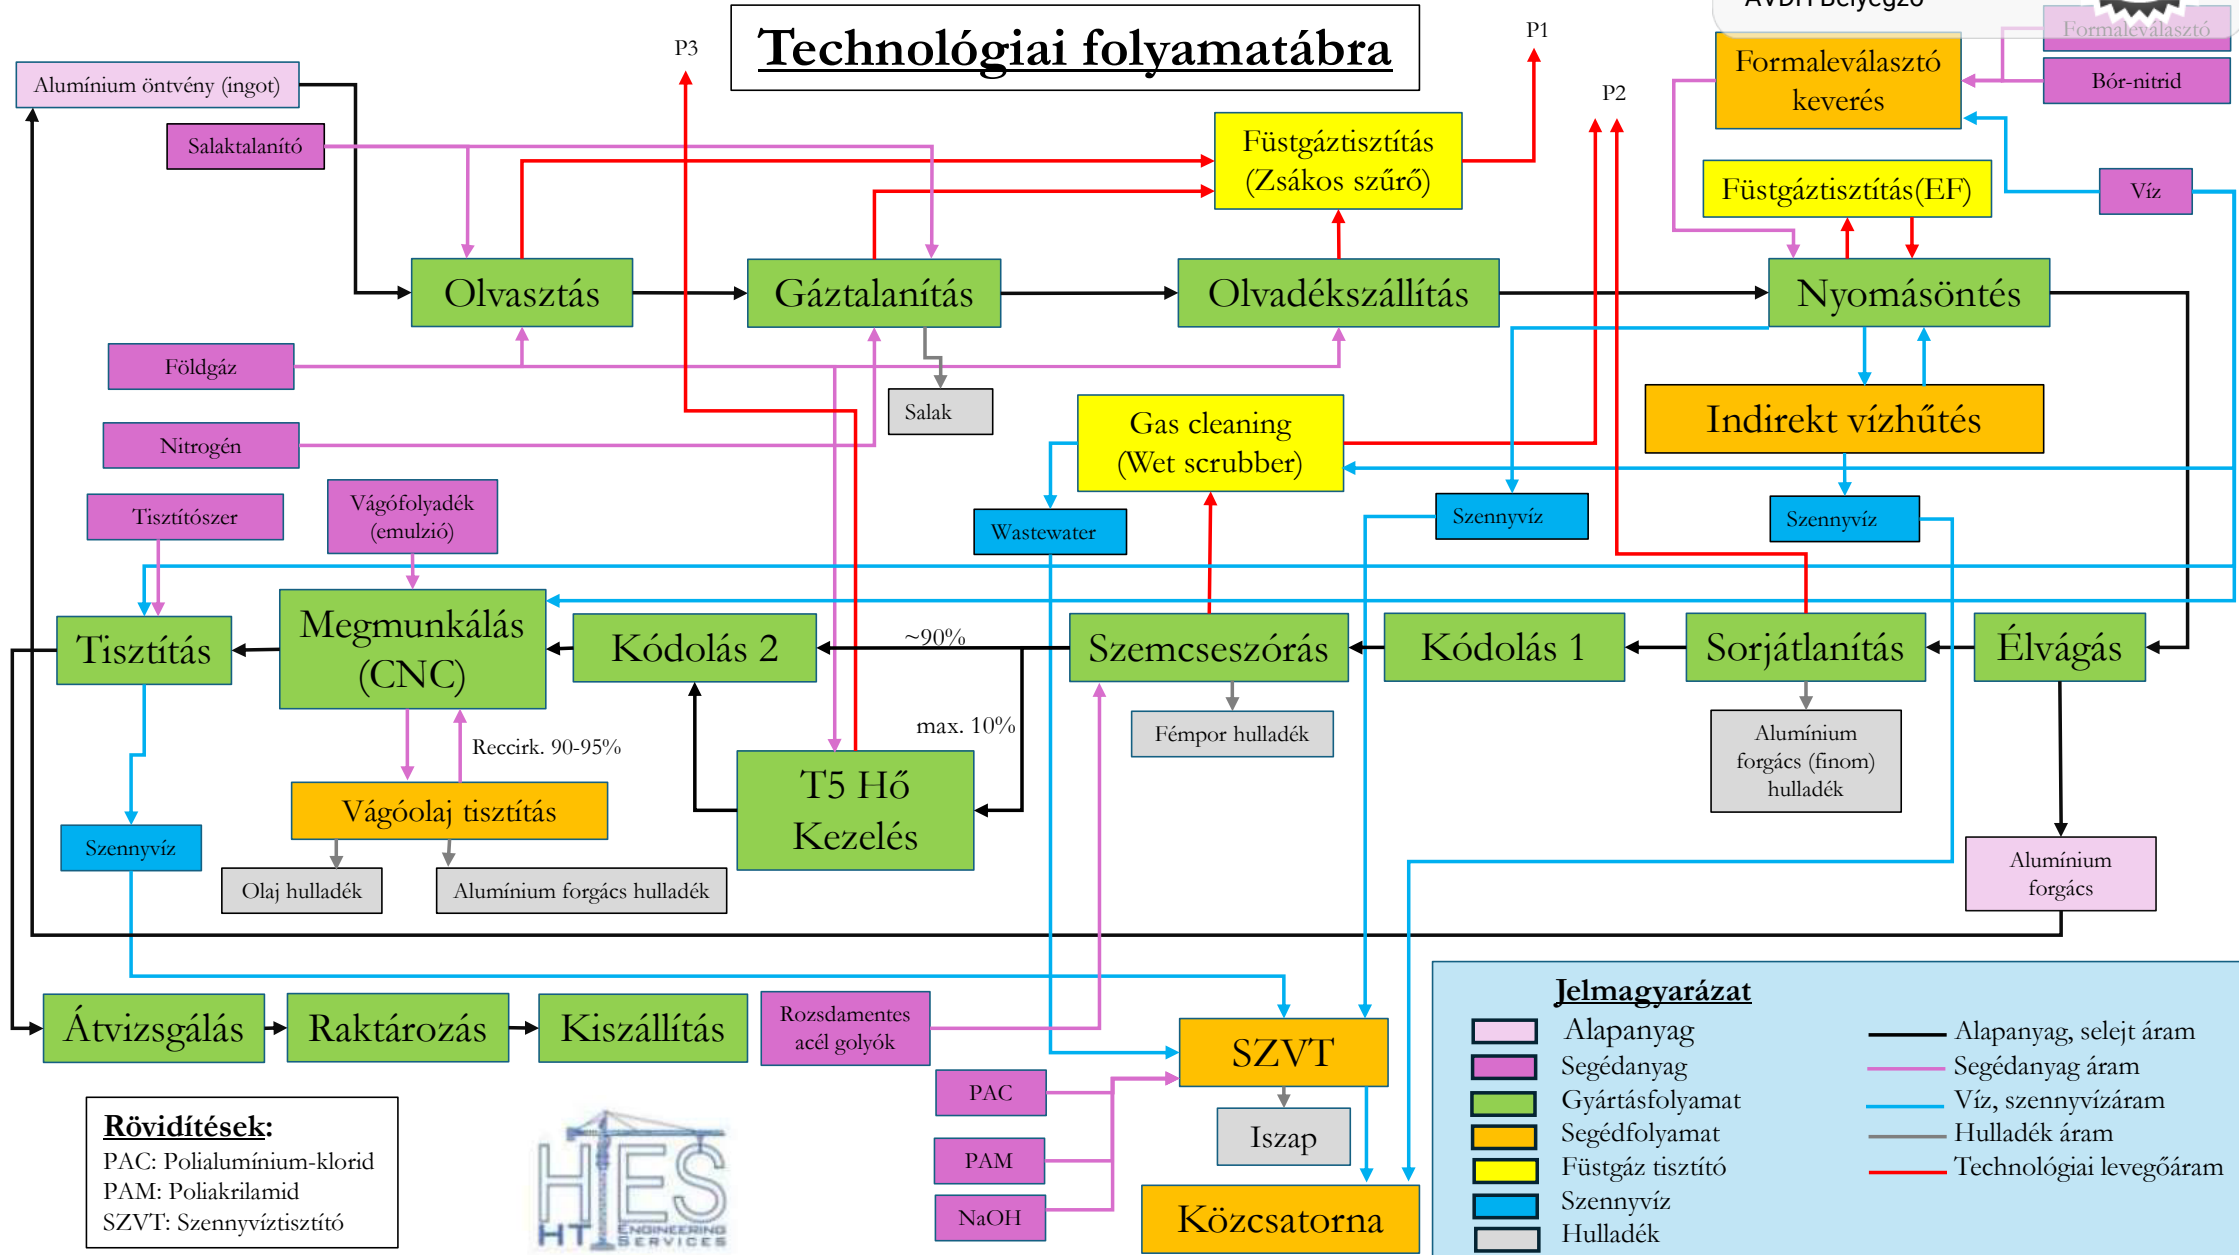 AVDH Bélyegző
Technológiai folyamatábra
P3
P1
P2
Alumínium öntvény (ingot)
Salaktalanító
Füstgáztisztítás
(Zsákos szűrő)
Formaleválasztó
keverés
Formaleválasztó
Bór-nitrid
Füstgáztisztítás(EF)
Víz
Olvasztás
Gáztalanítás
Olvadékszállítás
Nyomásöntés
Földgáz
Nitrogén
Salak
Gas cleaning
(Wet scrubber)
Indirekt vízhűtés
Tisztítószer
Vágófolyadék
(emulzió)
Wastewater
Szennyvíz
Szennyvíz
Tisztítás
Megmunkálás
(CNC)
Kódolás 2
~90%
Szemcseszórás
Kódolás 1
Sorjátlanítás
Élvágás
max. 10%
Reccirk. 90-95%
Fémpor hulladék
Alumínium
forgács (finom)
hulladék
T5 Hő
Kezelés
Vágóolaj tisztítás
Szennyvíz
Olaj hulladék
Alumínium forgács hulladék
Alumínium
forgács
Átvizsgálás
Raktározás
Kiszállítás
Rozsdamentes
acél golyók
SZVT
PAC
PAM
NaOH
Iszap
Közcsatorna
Rövidítések:
PAC: Polialumínium-klorid
PAM: Poliakrilamid
SZVT: Szennyvíztisztító
HTES
HT ENGINEERING
SERVICES
Jelmagyarázat
Alapanyag
Segédanyag
Gyártásfolyamat
Segédfolyamat
Füstgáz tisztító
Szennyvíz
Hulladék
Alapanyag, selejt áram
Segédanyag áram
Víz, szennyvízáram
Hulladék áram
Technológiai levegőáram